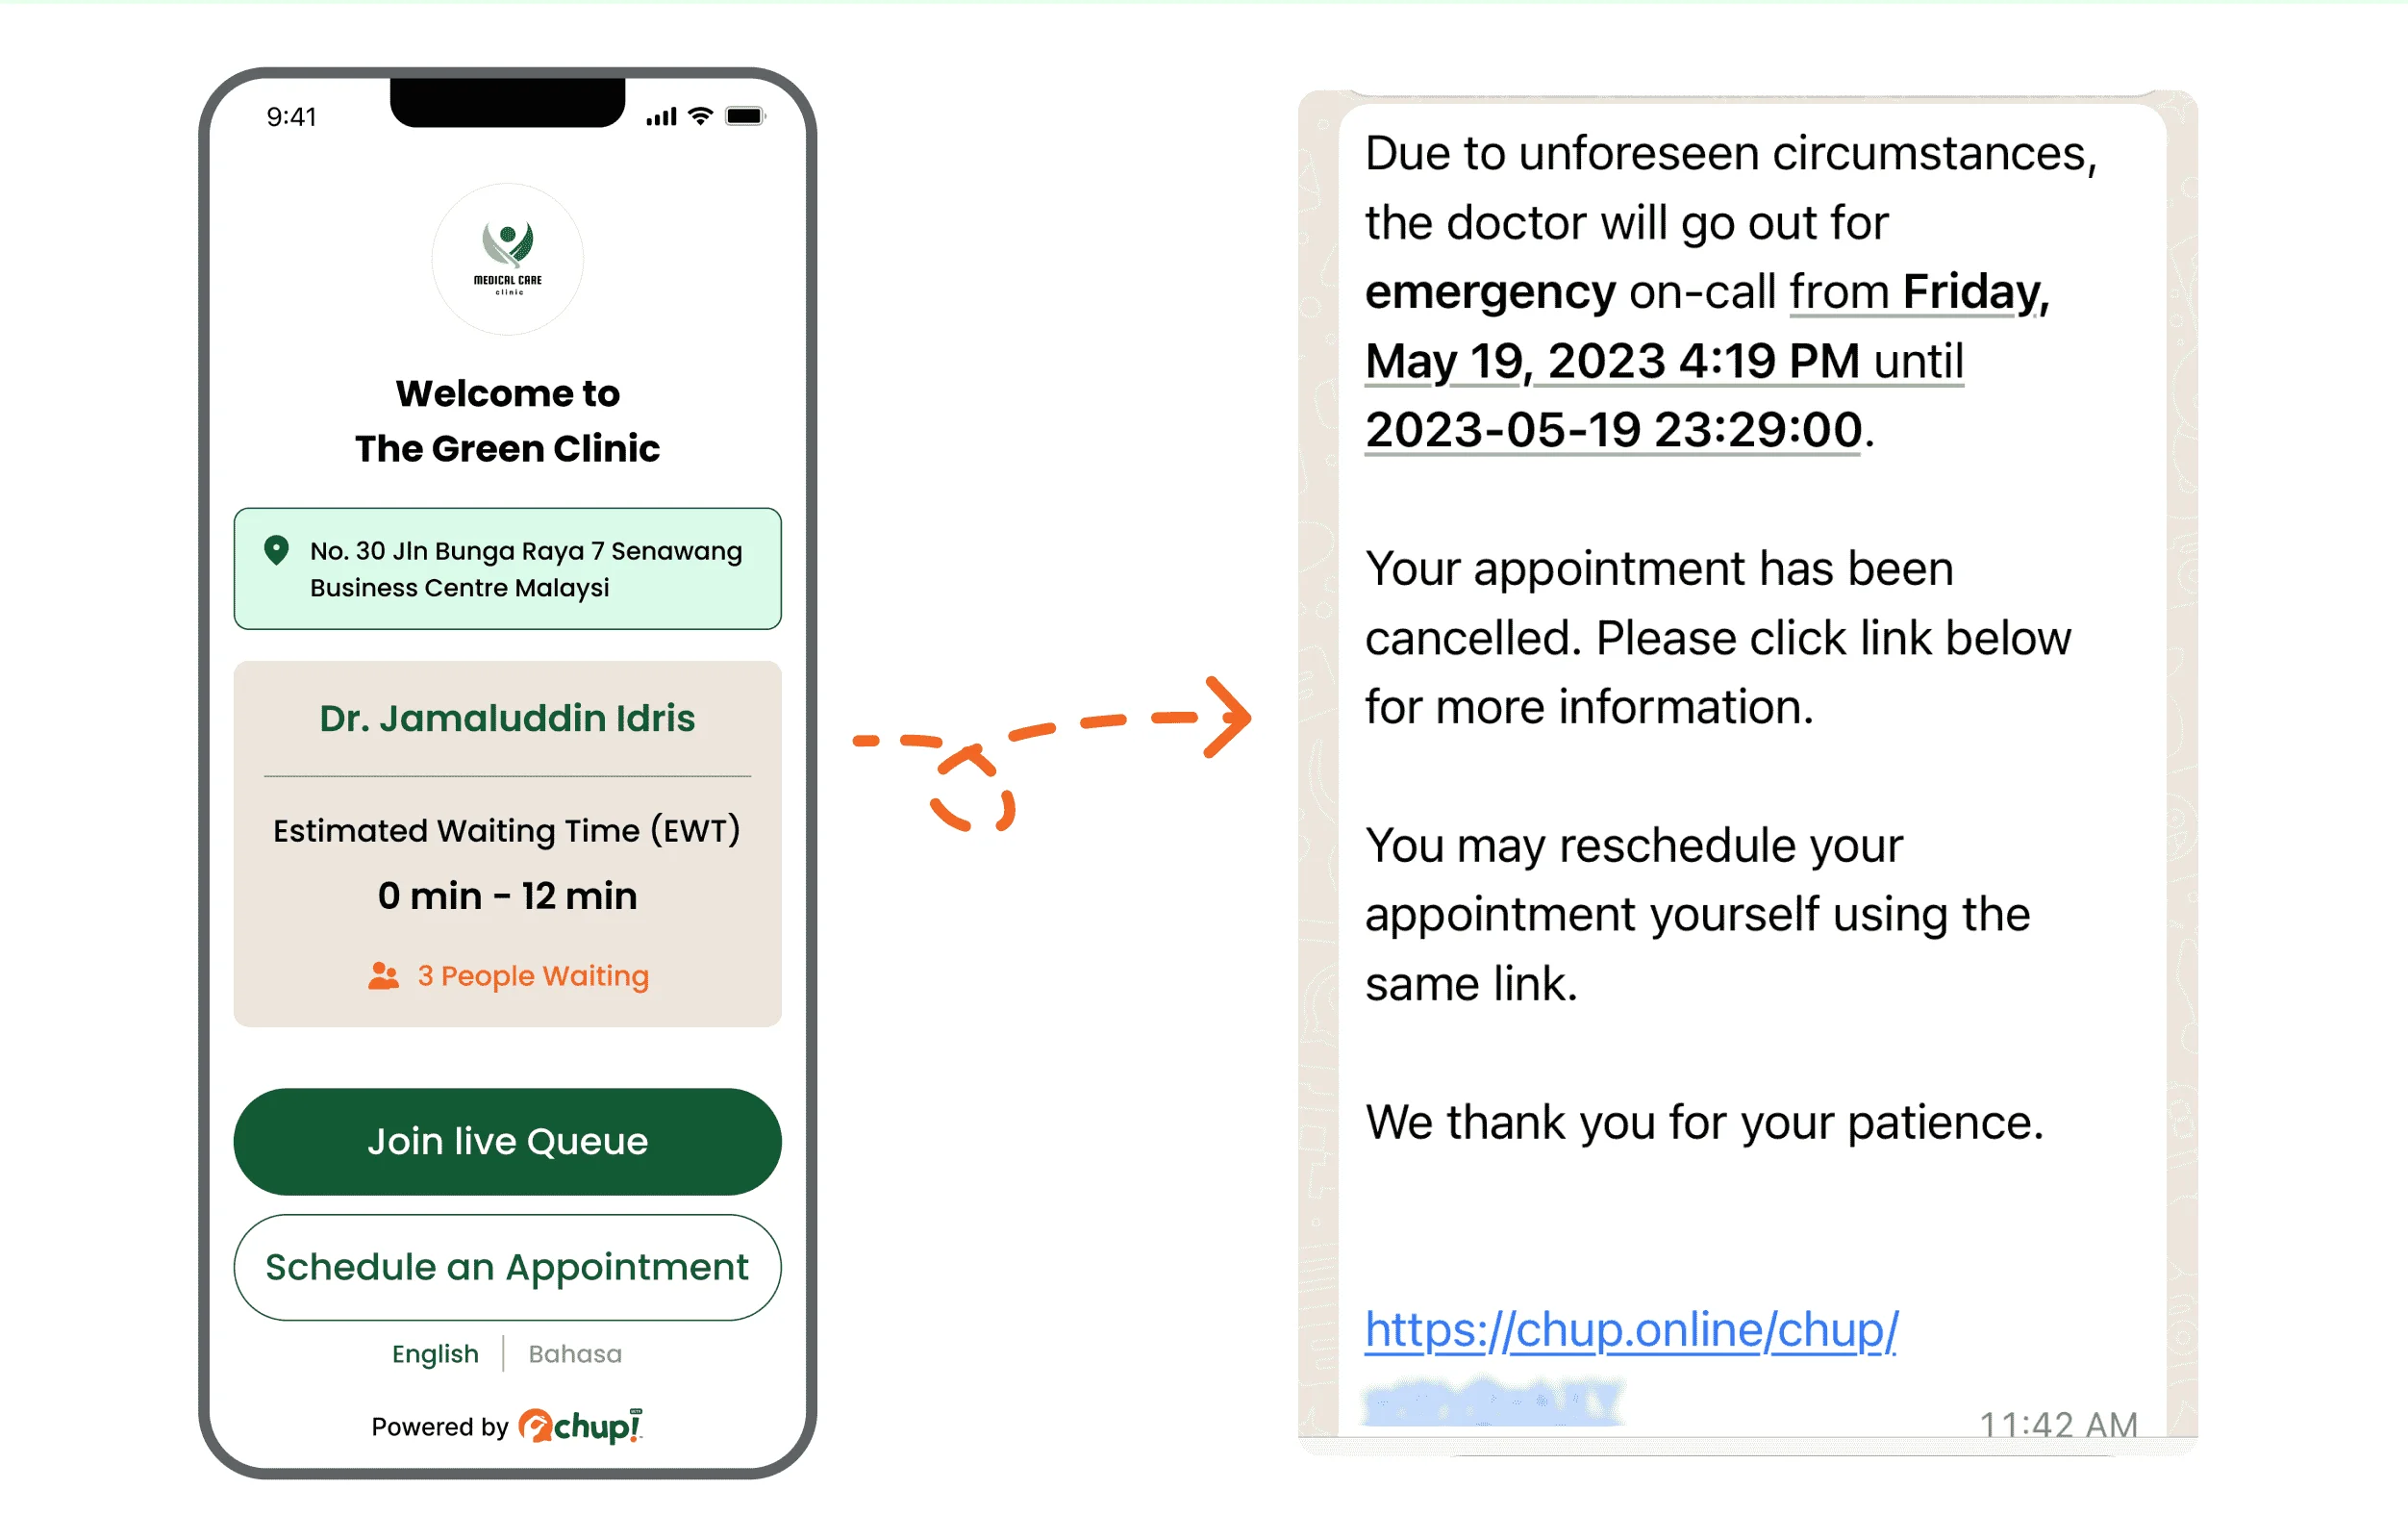 9:41
MEDICAL CARE
clinic
Welcome to
The Green Clinic
No. 30 Jln Bunga Raya 7 Senawang
Business Centre Malaysi
Dr. Jamaluddin Idris
Estimated Waiting Time (EWT)
0 min - 12 min
3 People Waiting
Join live Queue
Schedule an Appointment
English | Bahasa
Powered by chup!
Due to unforeseen circumstances,
the doctor will go out for
emergency on-call from Friday,
May 19, 2023 4:19 PM until
2023-05-19 23:29:00.
Your appointment has been
cancelled. Please click link below
for more information.
You may reschedule your
appointment yourself using the
same link.
We thank you for your patience.
https://chup.online/chup/
11:42 AM